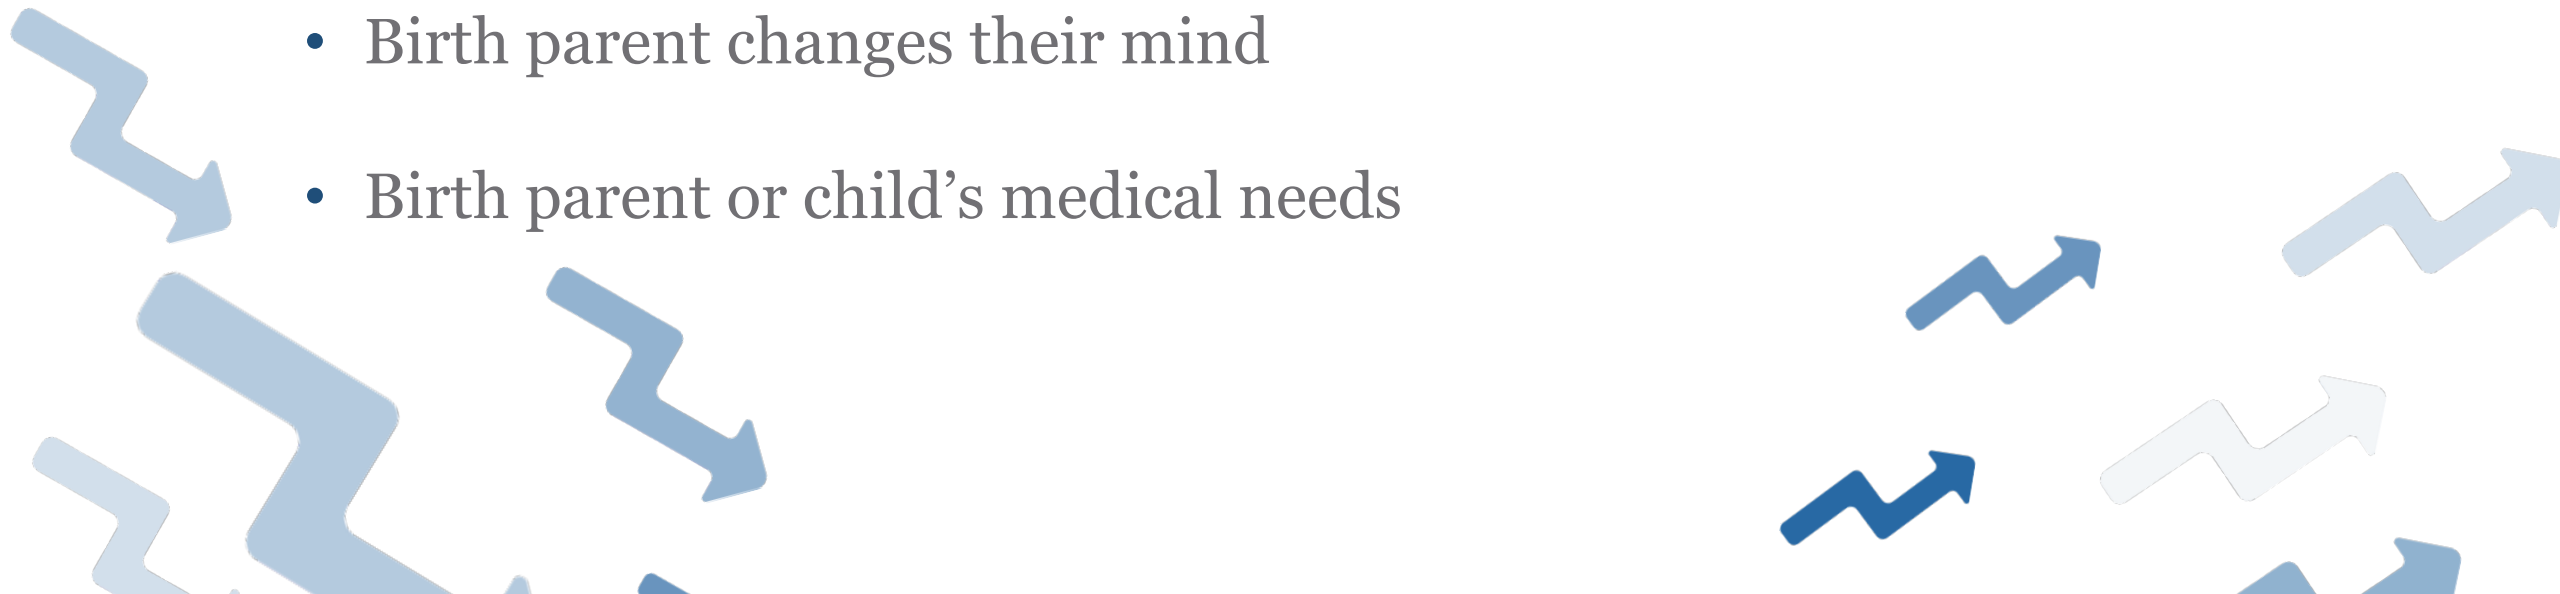 • Birth parent changes their mind
• Birth parent or child’s medical needs